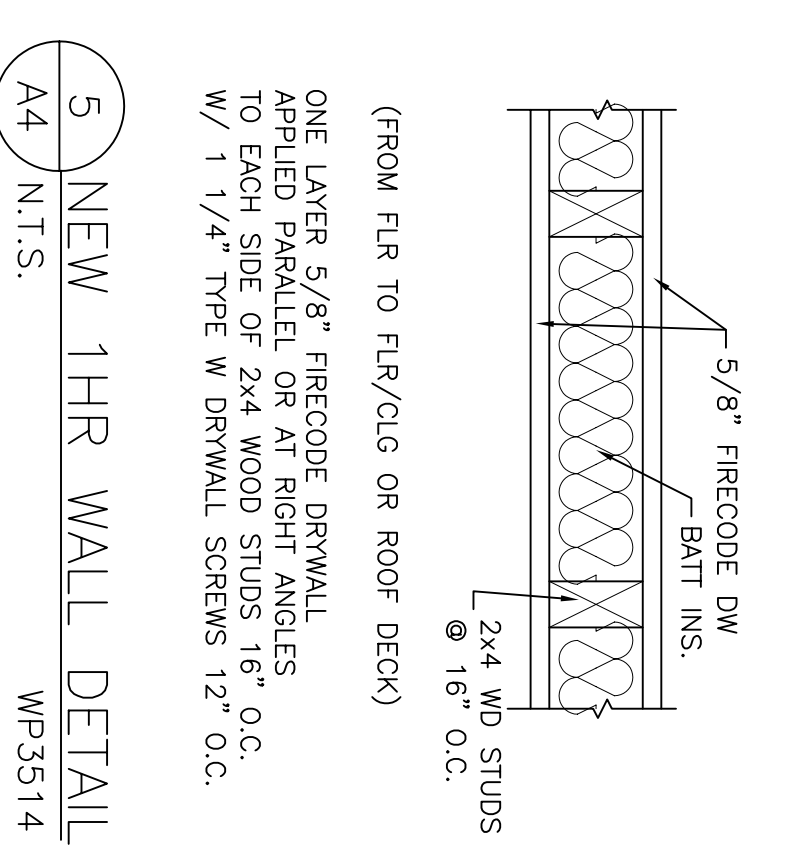 5/8" FIRECODE DW
BATT INS.
2x4 WD STUDS
@ 16" O.C.
(FROM FLR TO FLR/CLG OR ROOF DECK)
ONE LAYER 5/8" FIRECODE DRYWALL
APPLIED PARALLEL OR AT RIGHT ANGLES
TO EACH SIDE OF 2x4 WOOD STUDS 16" O.C.
W/ 1 1/4" TYPE W DRYWALL SCREWS 12" O.C.
5 NEW 1HR WALL DETAIL
A4 N.T.S. WP3514